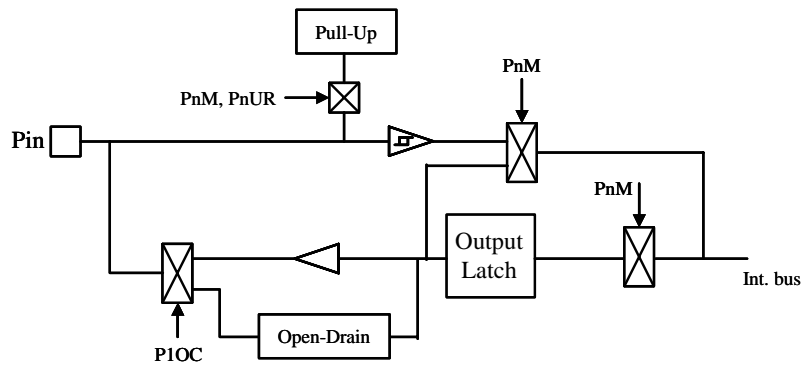 Pull-Up
PnM
PnM, PnUR
Pin
PnM
Output
Latch
Int. bus
Open-Drain
P1OC